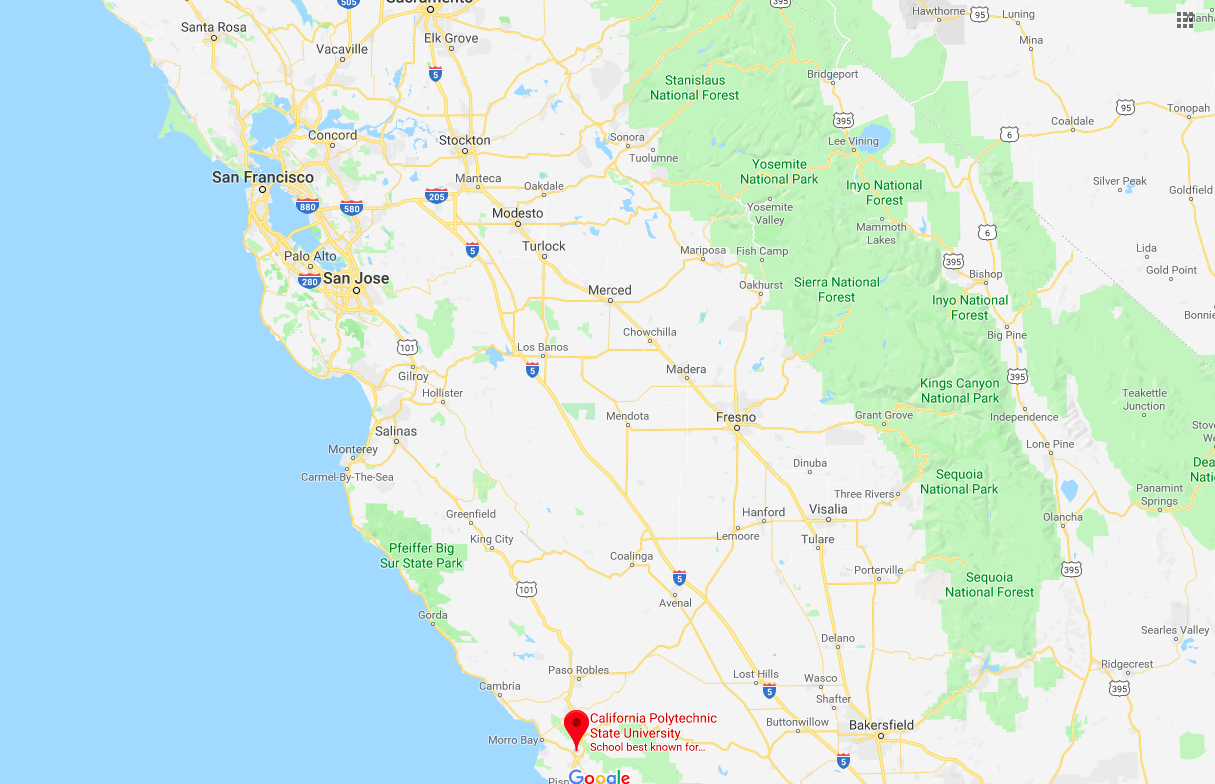 Sacramento
505
395
Hawthorne
95
Luning
Santa Rosa
Elk Grove
Mina
Vacaville
5
Bridgeport
Stanislaus
National Forest
95
Tonopah
395
Coaldale
6
Concord
Stockton
Sonora
Lee Vining
Tuolumne
San Francisco
Manteca
Oakdale
Yosemite
National Park
Inyo National
Forest
Silver Peak
Goldfield
205
880
580
Modesto
Yosemite
Valley
Mammoth
Lakes
6
5
Turlock
Mariposa
Fish Camp
Lida
Palo Alto
280
San Jose
395
Gold Point
Bishop
Merced
Oakhurst
Sierra National
Forest
Inyo National
Forest
Bonnie
Chowchilla
Big Pine
101
Los Banos
5
Madera
395
Gilroy
Hollister
Kings Canyon
National Park
Teakettle
Junction
Mendota
Fresno
Grant Grove
Independence
Salinas
Monterey
Lone Pine
Carmel-By-The-Sea
Dinuba
Sequoia
National Park
Three Rivers
Panamint
Springs
Greenfield
Hanford
Visalia
Olancha
King City
Lemoore
Tulare
Pfeiffer Big
Sur State Park
Coalinga
Porterville
395
5
Sequoia
National Forest
101
Avenal
Gorda
Delano
Searles Valley
Paso Robles
Lost Hills
Wasco
Ridgecrest
Cambria
5
Shafter
395
California Polytechnic
State University
School best known for...
Buttonwillow
Bakersfield
Morro Bay
5
Google